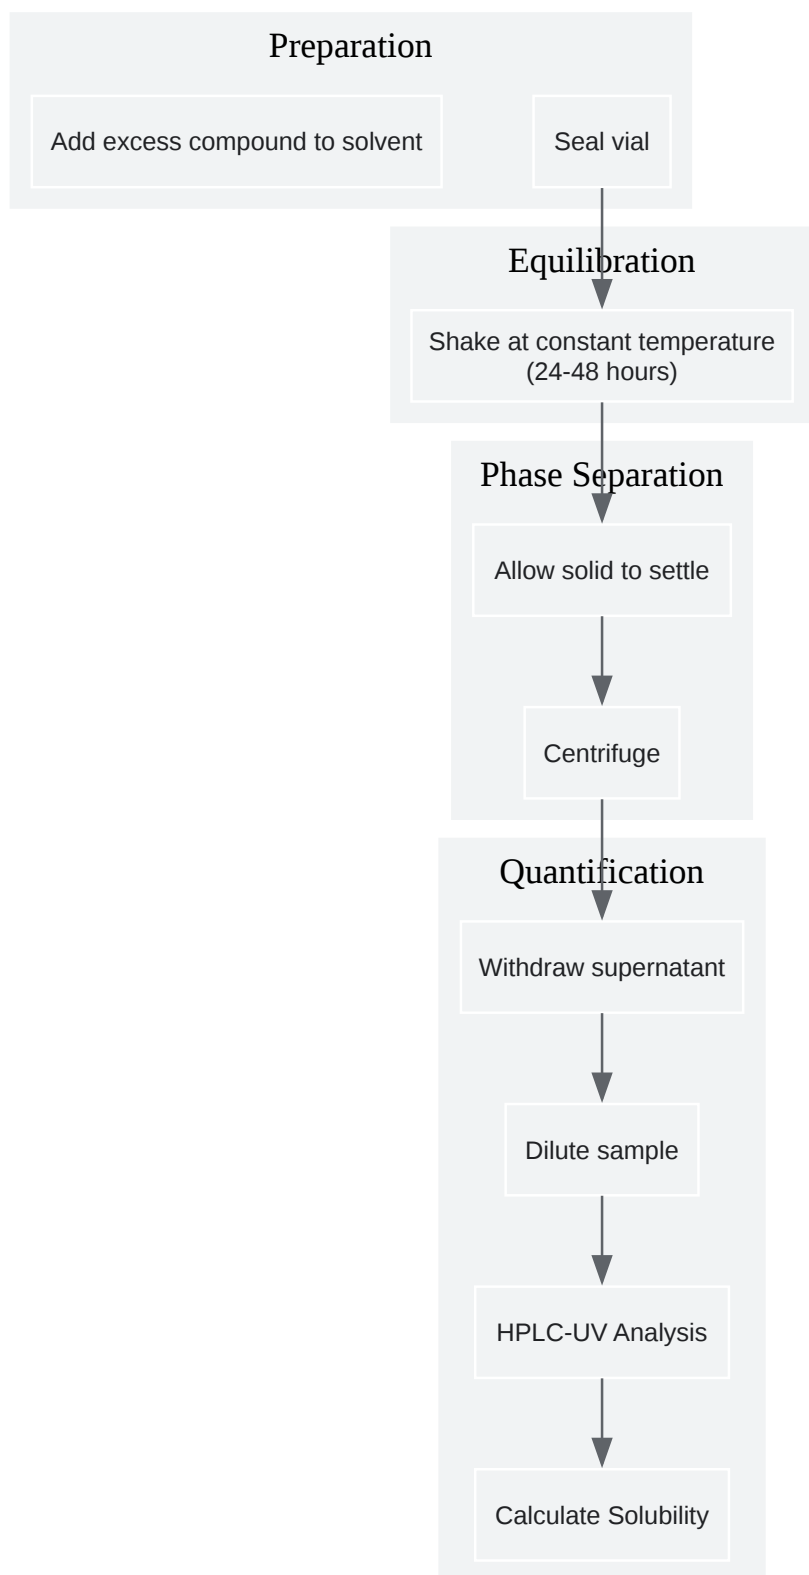 Preparation
Add excess compound to solvent
Seal vial
Equilibration
Shake at constant temperature
(24-48 hours)
Phase Separation
Allow solid to settle
Centrifuge
Quantification
Withdraw supernatant
Dilute sample
HPLC-UV Analysis
Calculate Solubility